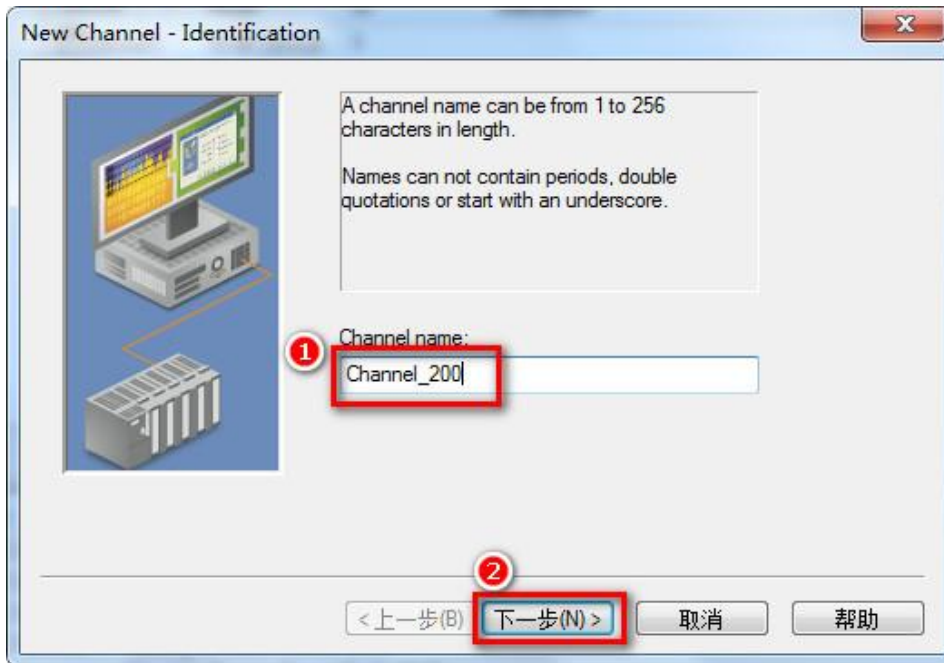 New Channel - Identification
A channel name can be from 1 to 256
characters in length.
Names can not contain periods, double
quotations or start with an underscore.
Channel name:
1
Channel_200
2
<上一步(B) 下一步(N) > 取消 帮助